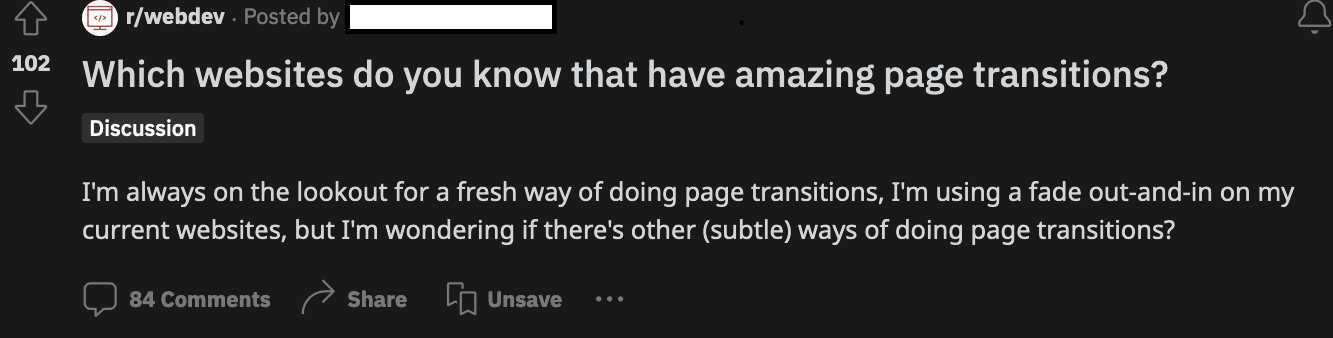 r/webdev · Posted by
102
Which websites do you know that have amazing page transitions?
Discussion
I'm always on the lookout for a fresh way of doing page transitions, I'm using a fade out-and-in on my
current websites, but I'm wondering if there's other (subtle) ways of doing page transitions?
84 Comments Share Unsave ...